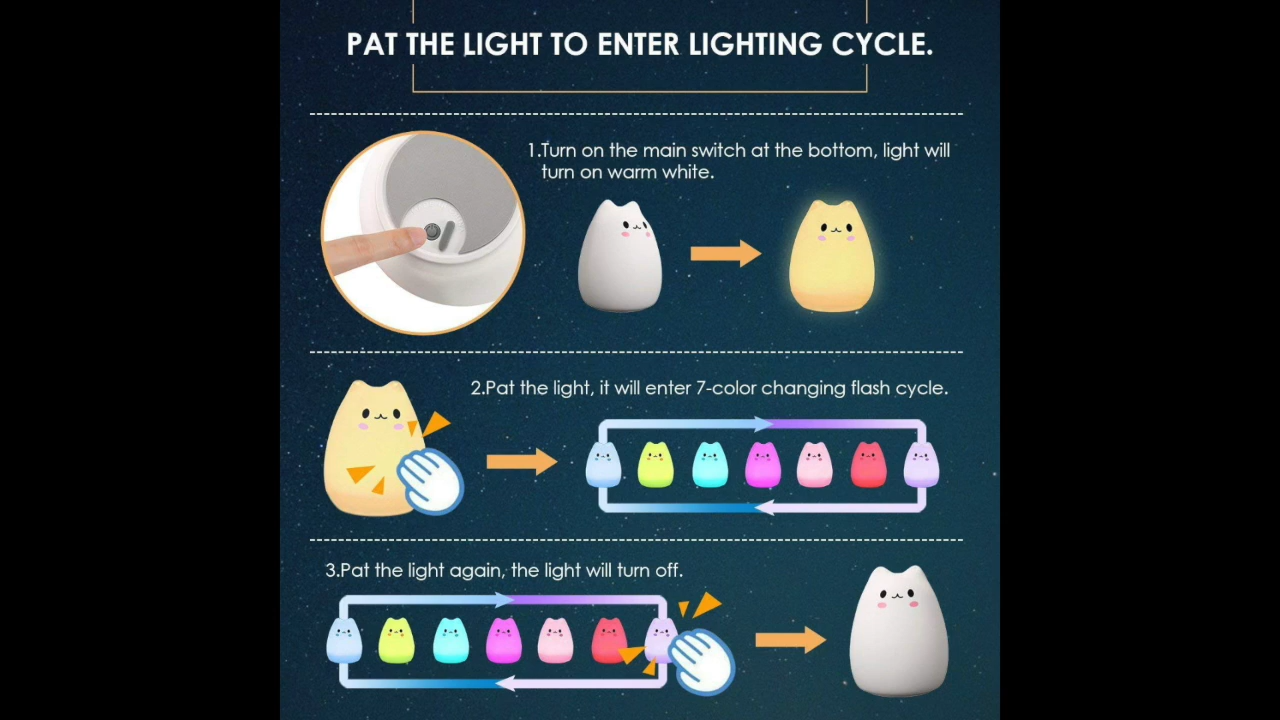 PAT THE LIGHT TO ENTER LIGHTING CYCLE.
1.Turn on the main switch at the bottom, light will
turn on warm white.
2.Pat the light, it will enter 7-color changing flash cycle.
3.Pat the light again, the light will turn off.